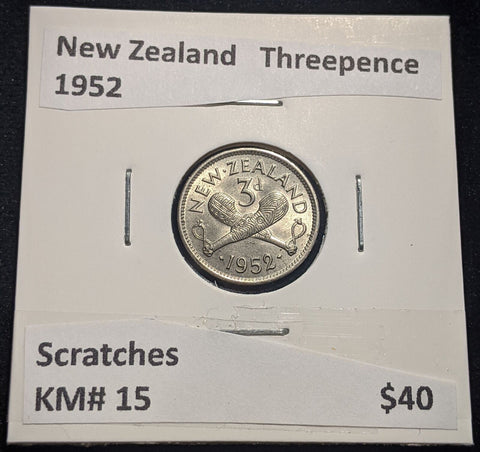 New Zealand Threepence
1952
NEW·ZEALAND
3d
·1952·
Scratches
KM# 15 $40